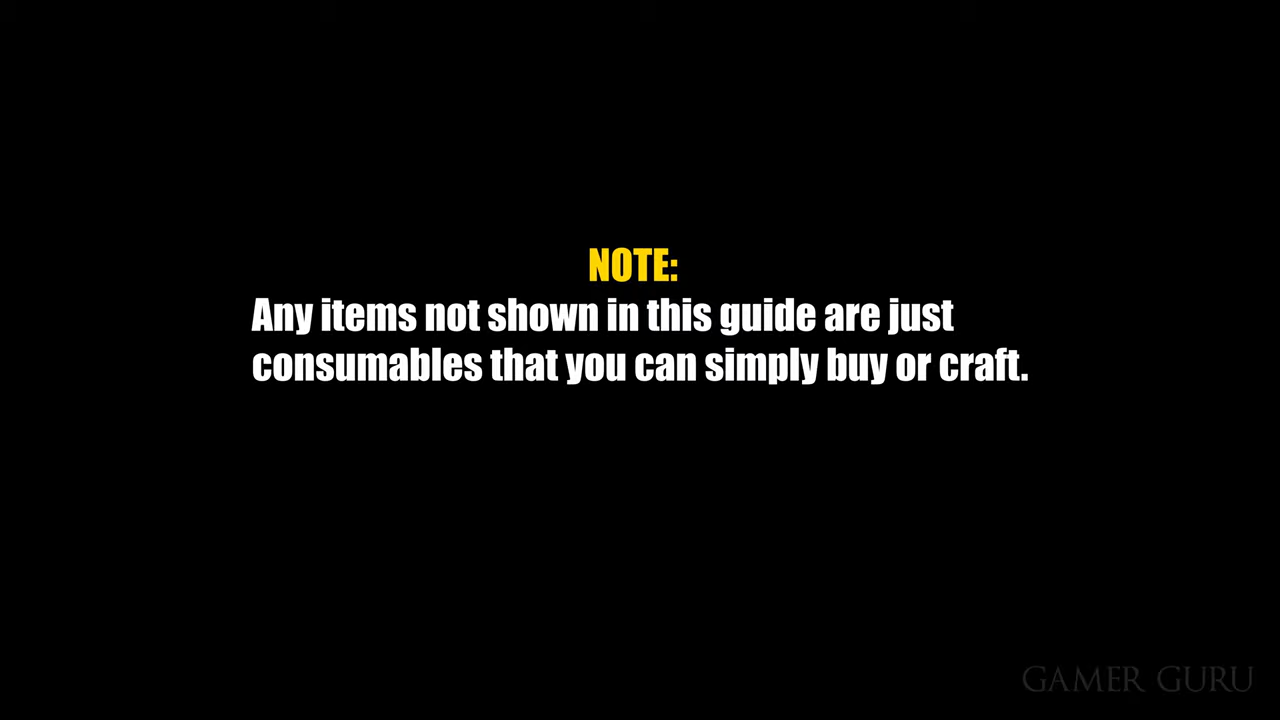 NOTE:
Any items not shown in this guide are just
consumables that you can simply buy or craft.
GAMER GURU